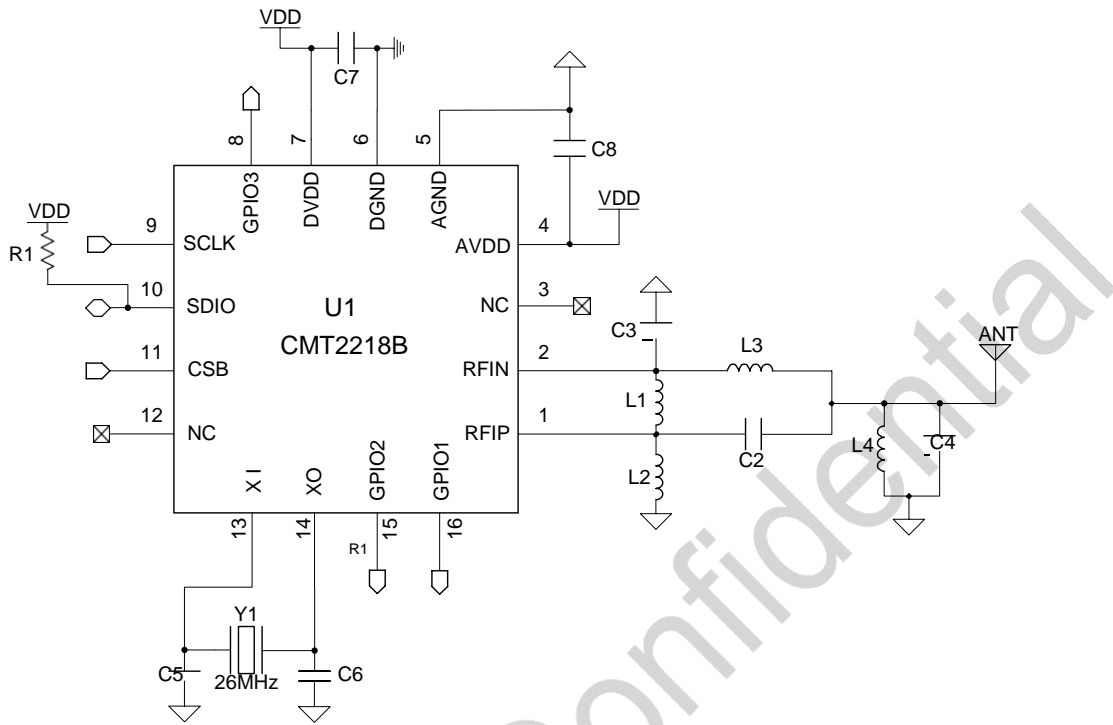 VDD
C7
8
7
6
5
C8
GPIO3
DVDD
DGND
AGND
VDD
VDD
4
AVDD
9
SCLK
R1
10
SDIO
U1
3
NC
CMT2218B
C3
ANT
2
RFIN
L3
11
CSB
L1
12
NC
1
RFIP
C2
L4
C4
L2
XI
XO
GPIO2
GPIO1
13
14
15
16
R1
Y1
C5
26MHz
C6
Confidential